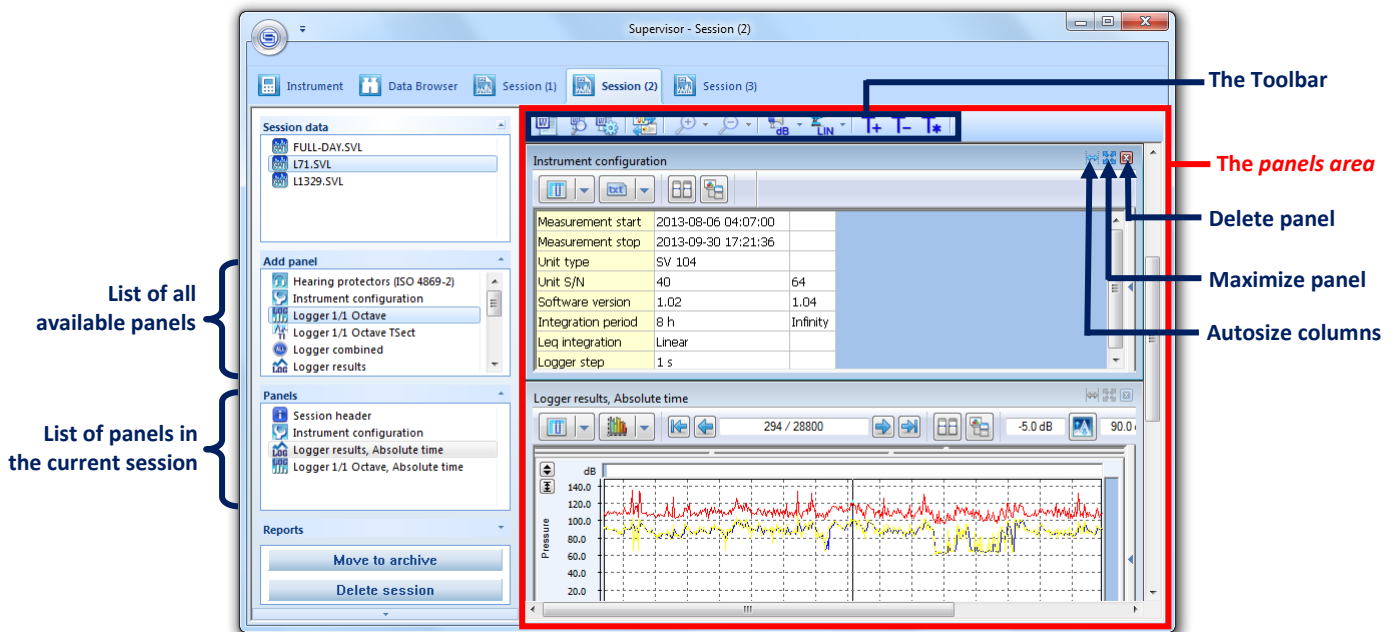 Supervisor - Session (2)
Instrument
Data Browser
Session (1)
Session (2)
Session (3)
The Toolbar
Session data
FULL-DAY.SVL
L71.SVL
L1329.SVL
dB
LIN
T+ T- T*
Instrument configuration
The panels area
txt
Measurement start 2013-08-06 04:07:00
Measurement stop 2013-09-30 17:21:36
Unit type SV 104
Unit S/N 40 64
Software version 1.02 1.04
Integration period 8 h Infinity
Leq integration Linear
Logger step 1 s
Delete panel
Maximize panel
Autosize columns
Add panel
Hearing protectors (ISO 4869-2)
Instrument configuration
Logger 1/1 Octave
Logger 1/1 Octave TSect
Logger combined
Logger results
List of all
available panels
Panels
Session header
Instrument configuration
Logger results, Absolute time
Logger 1/1 Octave, Absolute time
List of panels in
the current session
Logger results, Absolute time
294 / 28800
-5.0 dB
90.0
dB
140.0
120.0
100.0
80.0
60.0
40.0
20.0
Pressure
Reports
Move to archive
Delete session